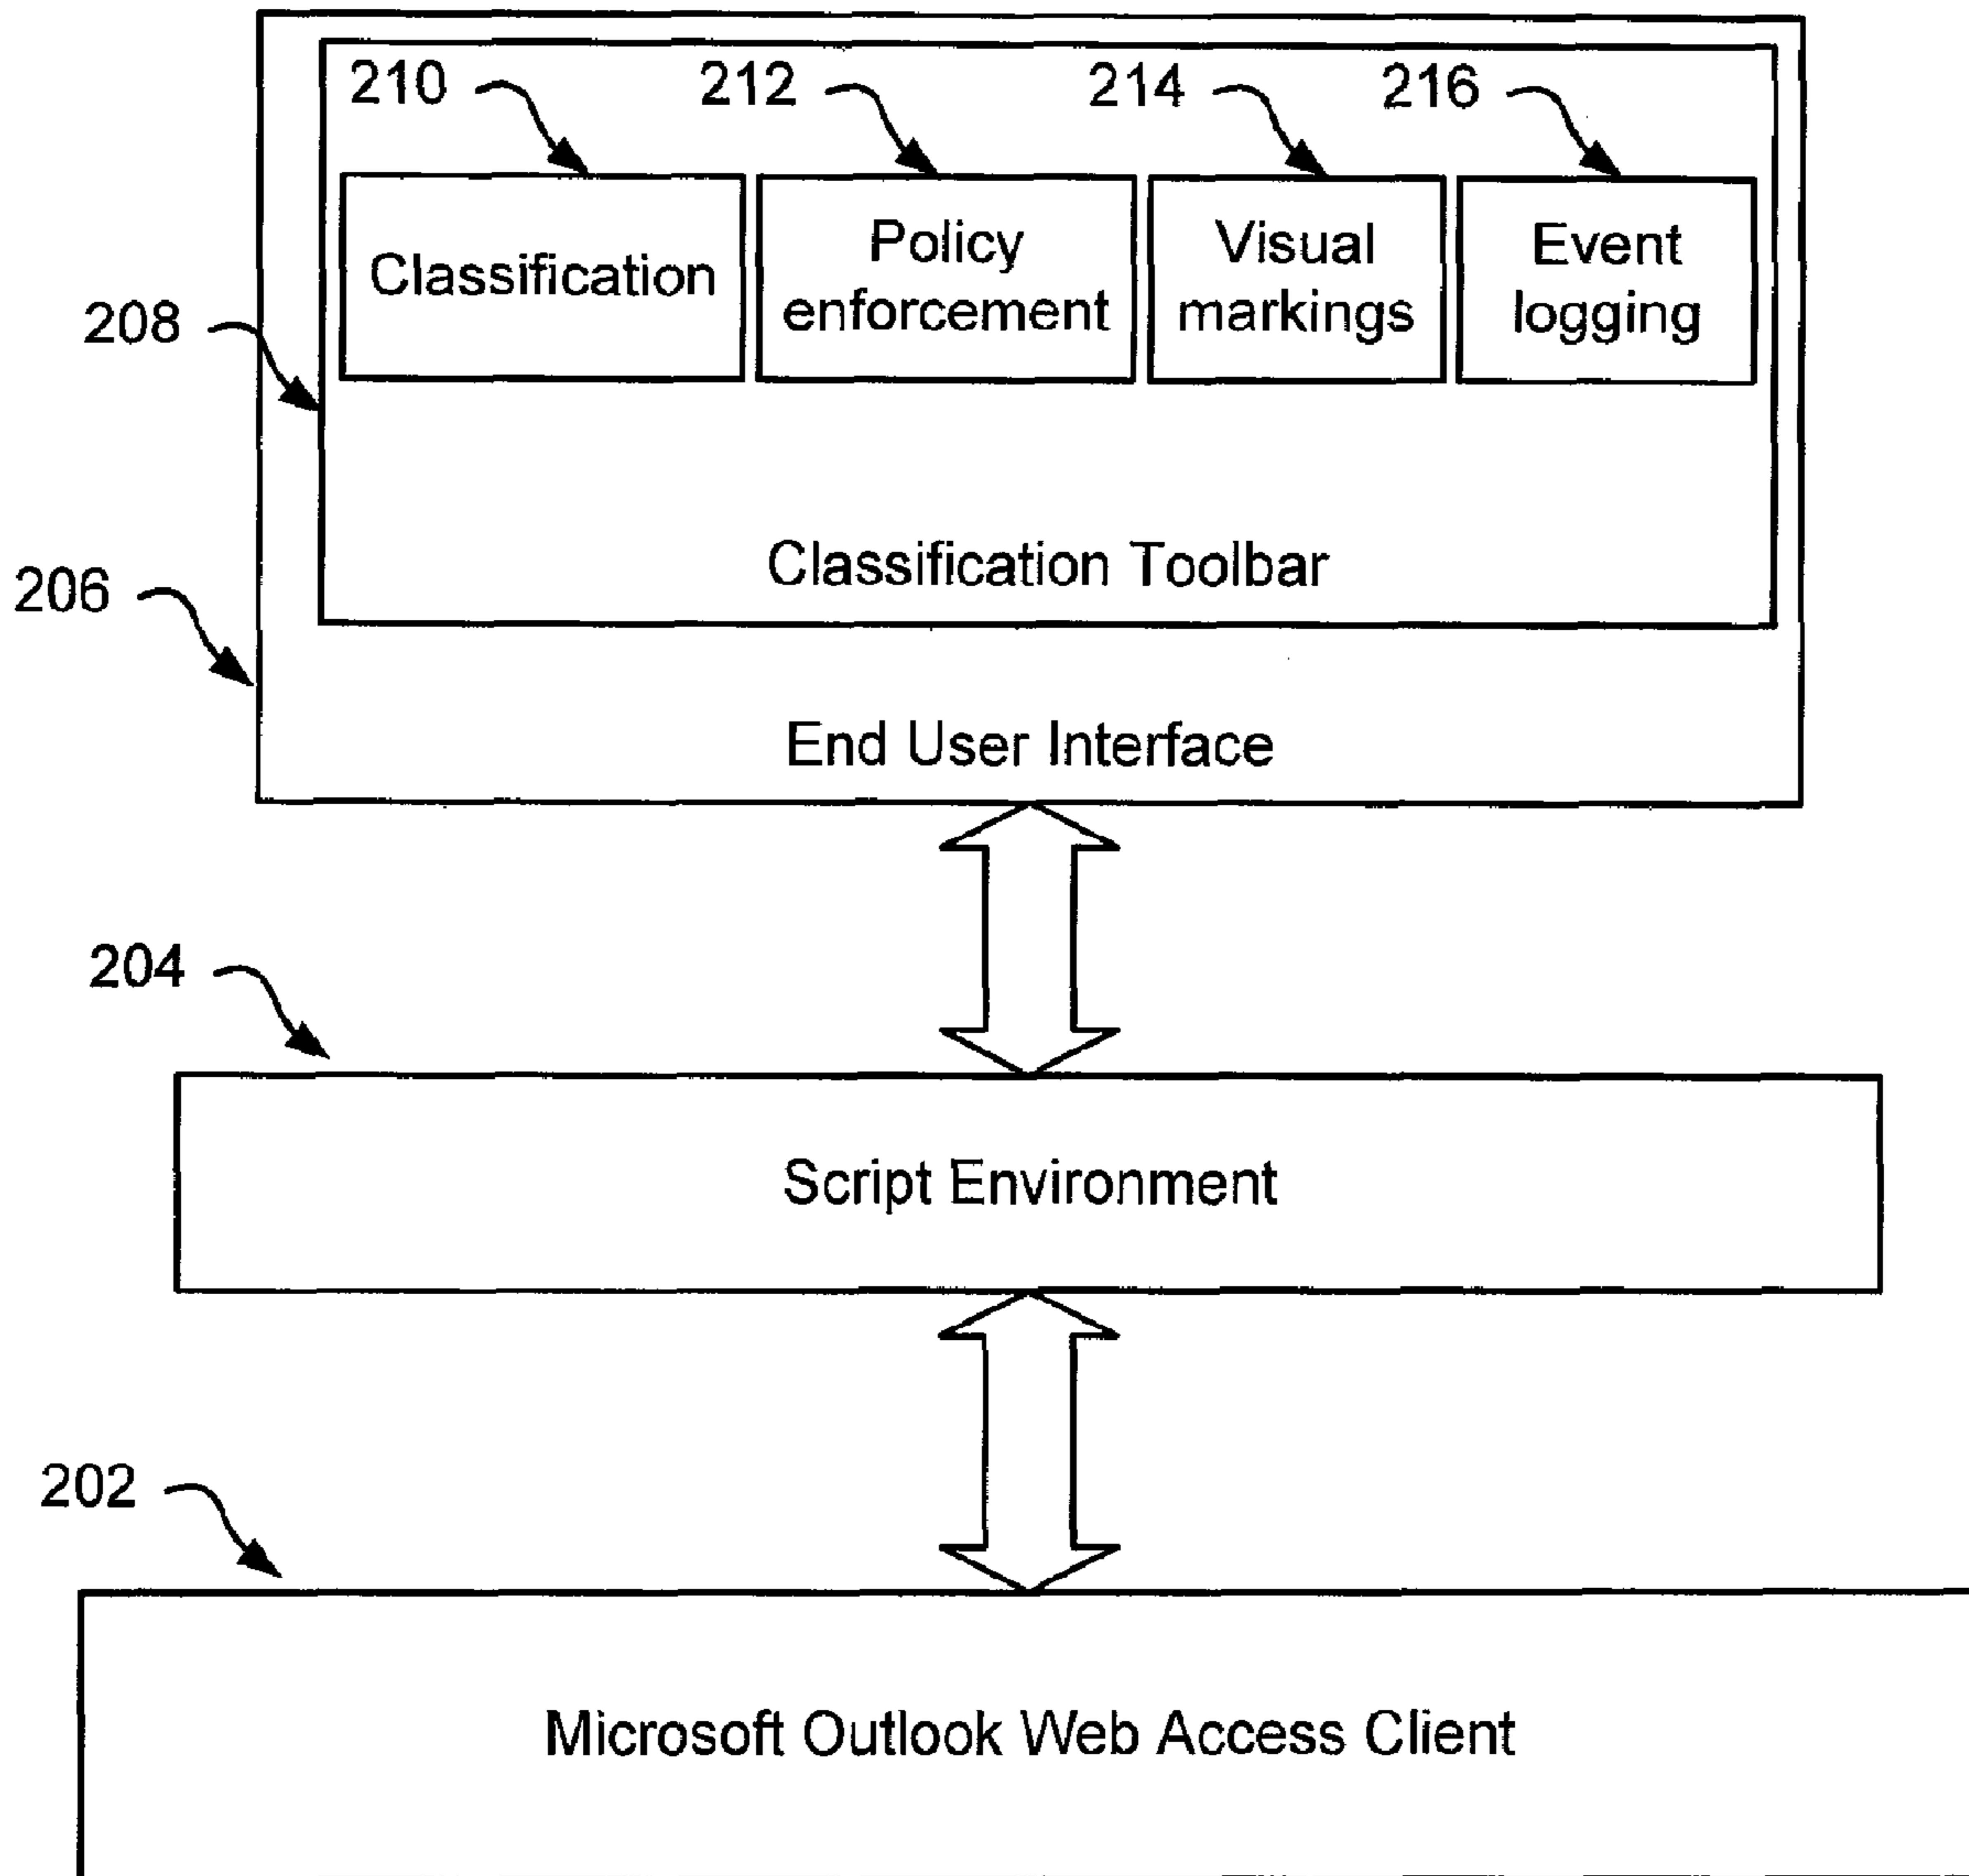 210 212 214 216
Classification
Policy
enforcement
Visual
markings
Event
logging
208
Classification Toolbar
206
End User Interface
204
Script Environment
202
Microsoft Outlook Web Access Client